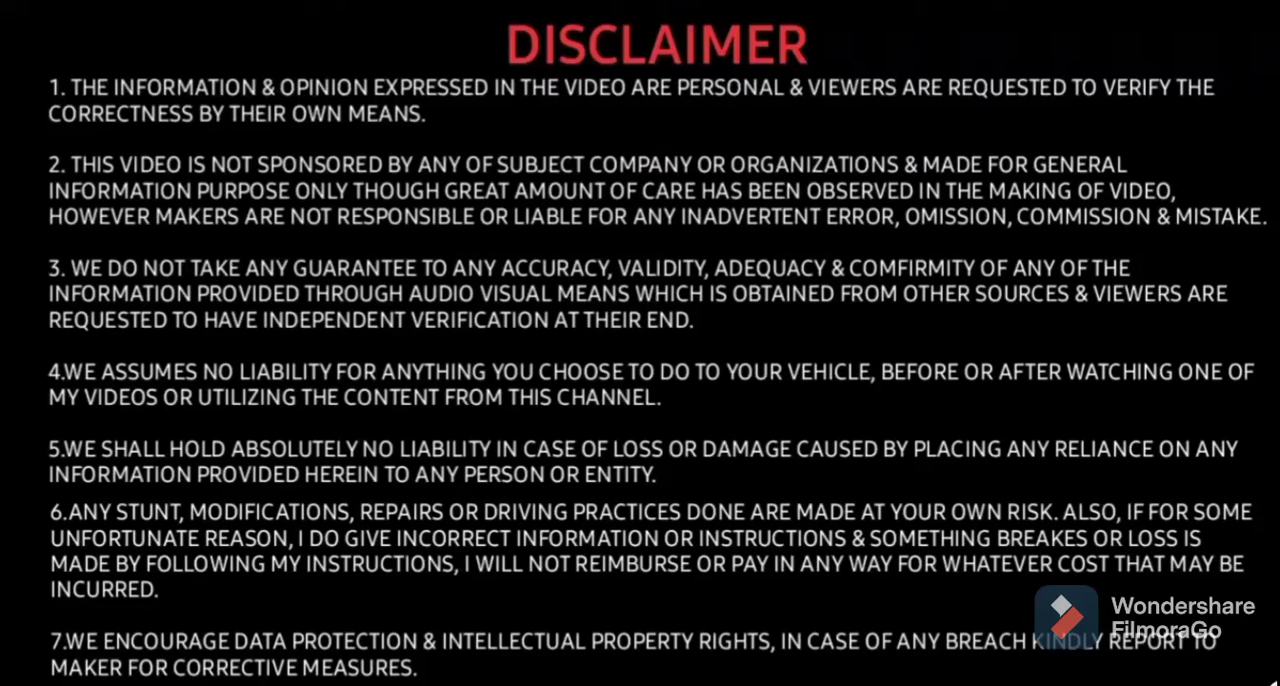 DISCLAIMER
1. THE INFORMATION & OPINION EXPRESSED IN THE VIDEO ARE PERSONAL & VIEWERS ARE REQUESTED TO VERIFY THE
CORRECTNESS BY THEIR OWN MEANS.
2. THIS VIDEO IS NOT SPONSORED BY ANY OF SUBJECT COMPANY OR ORGANIZATIONS & MADE FOR GENERAL
INFORMATION PURPOSE ONLY THOUGH GREAT AMOUNT OF CARE HAS BEEN OBSERVED IN THE MAKING OF VIDEO,
HOWEVER MAKERS ARE NOT RESPONSIBLE OR LIABLE FOR ANY INADVERTENT ERROR, OMISSION, COMMISSION & MISTAKE.
3. WE DO NOT TAKE ANY GUARANTEE TO ANY ACCURACY, VALIDITY, ADEQUACY & COMFIRMITY OF ANY OF THE
INFORMATION PROVIDED THROUGH AUDIO VISUAL MEANS WHICH IS OBTAINED FROM OTHER SOURCES & VIEWERS ARE
REQUESTED TO HAVE INDEPENDENT VERIFICATION AT THEIR END.
4.WE ASSUMES NO LIABILITY FOR ANYTHING YOU CHOOSE TO DO TO YOUR VEHICLE, BEFORE OR AFTER WATCHING ONE OF
MY VIDEOS OR UTILIZING THE CONTENT FROM THIS CHANNEL.
5.WE SHALL HOLD ABSOLUTELY NO LIABILITY IN CASE OF LOSS OR DAMAGE CAUSED BY PLACING ANY RELIANCE ON ANY
INFORMATION PROVIDED HEREIN TO ANY PERSON OR ENTITY.
6.ANY STUNT, MODIFICATIONS, REPAIRS OR DRIVING PRACTICES DONE ARE MADE AT YOUR OWN RISK. ALSO, IF FOR SOME
UNFORTUNATE REASON, I DO GIVE INCORRECT INFORMATION OR INSTRUCTIONS & SOMETHING BREAKES OR LOSS IS
MADE BY FOLLOWING MY INSTRUCTIONS, I WILL NOT REIMBURSE OR PAY IN ANY WAY FOR WHATEVER COST THAT MAY BE
INCURRED.
Wondershare
FilmoraGo
7.WE ENCOURAGE DATA PROTECTION & INTELLECTUAL PROPERTY RIGHTS, IN CASE OF ANY BREACH KINDLY REPORT TO
MAKER FOR CORRECTIVE MEASURES.